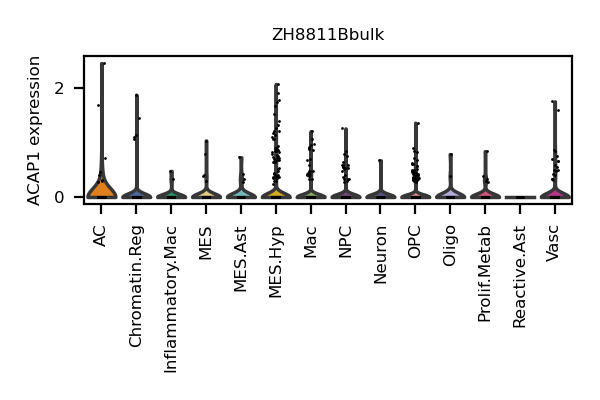 ZH8811Bbulk
ACAP1 expression
2
0
AC
Chromatin.Reg
Inflammatory.Mac
MES
MES.Ast
MES.Hyp
Mac
NPC
Neuron
OPC
Oligo
Prolif.Metab
Reactive.Ast
Vasc